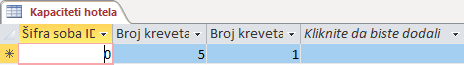 Kapaciteti hotela
Šifra soba ID Broj kreveta Broj kreveta Kliknite da biste dodali
* 0 5 1